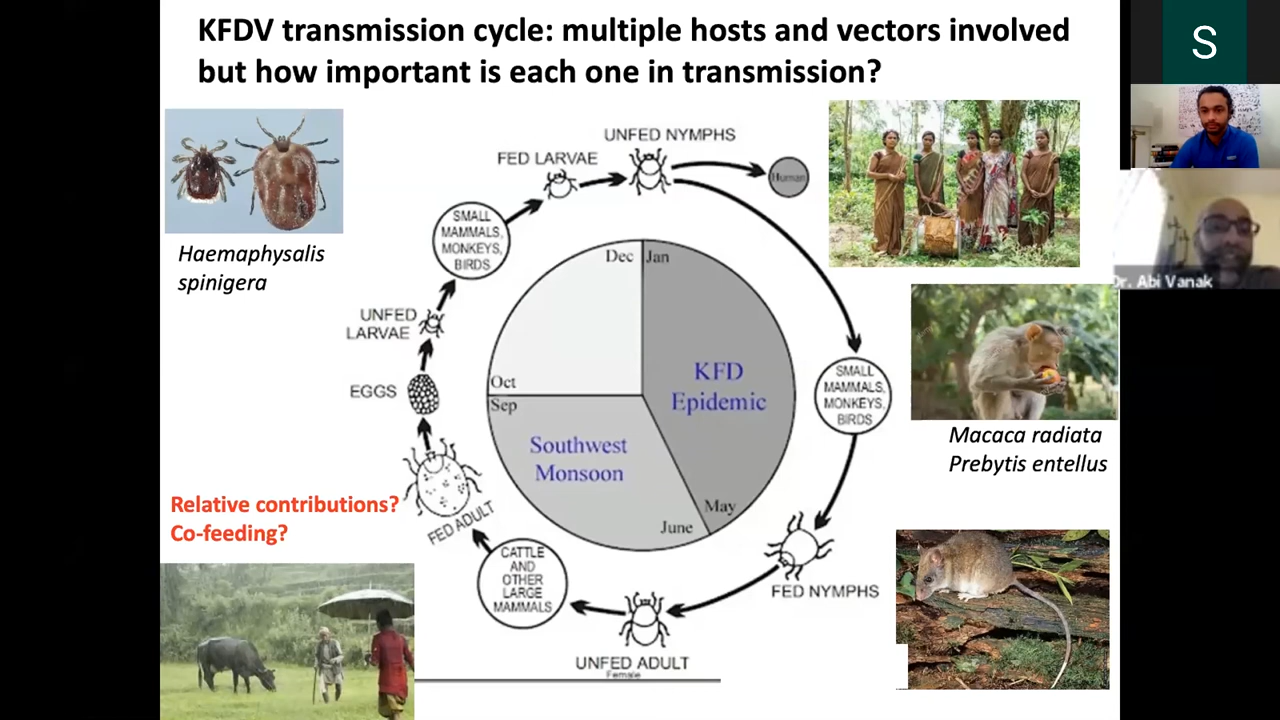 KFDV transmission cycle: multiple hosts and vectors involved
but how important is each one in transmission?
S
Haemaphysalis
spinigera
UNFED NYMPHS
FED LARVAE
Human
SMALL
MAMMALS,
MONKEYS,
BIRDS
Dec
Jan
Dr. Abi Vanak
UNFED
LARVAE
EGGS
Oct
Sep
KFD
Epidemic
SMALL
MAMMALS,
MONKEYS,
BIRDS
Macaca radiata
Prebytis entellus
Southwest
Monsoon
May
June
Relative contributions?
Co-feeding?
FED ADULT
CATTLE
AND
OTHER
LARGE
MAMMALS
FED NYMPHS
UNFED ADULT
Female